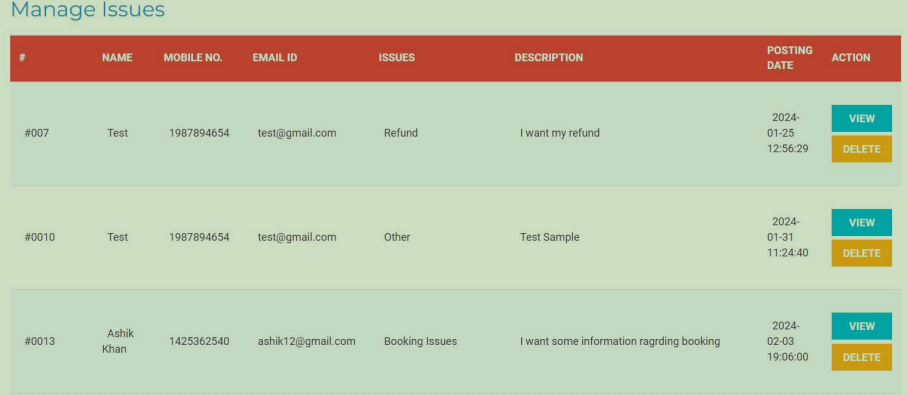 Manage Issues
# NAME MOBILE NO. EMAIL ID ISSUES DESCRIPTION POSTING DATE ACTION
#007 Test 1987894654 test@gmail.com Refund I want my refund 2024-01-25 12:56:29 VIEW DELETE
#0010 Test 1987894654 test@gmail.com Other Test Sample 2024-01-31 11:24:40 VIEW DELETE
#0013 Ashik Khan 1425362540 ashik12@gmail.com Booking Issues I want some information ragrding booking 2024-02-03 19:06:00 VIEW DELETE